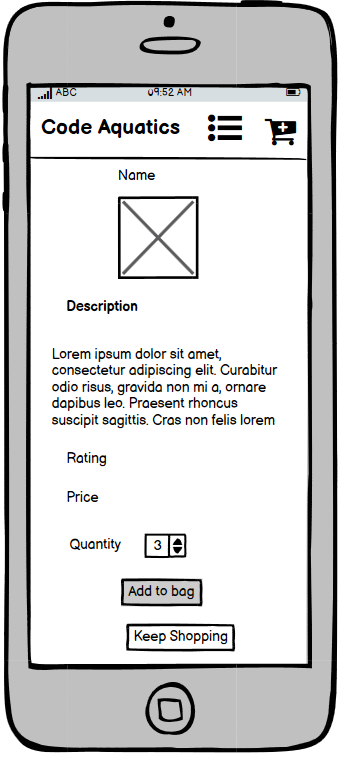 ABC 09:52 AM
Code Aquatics
Name
Description
Lorem ipsum dolor sit amet,
consectetur adipiscing elit. Curabitur
odio risus, gravida non mi a, ornare
dapibus leo. Praesent rhoncus
suscipit sagittis. Cras non felis lorem
Rating
Price
Quantity 3
Add to bag
Keep Shopping